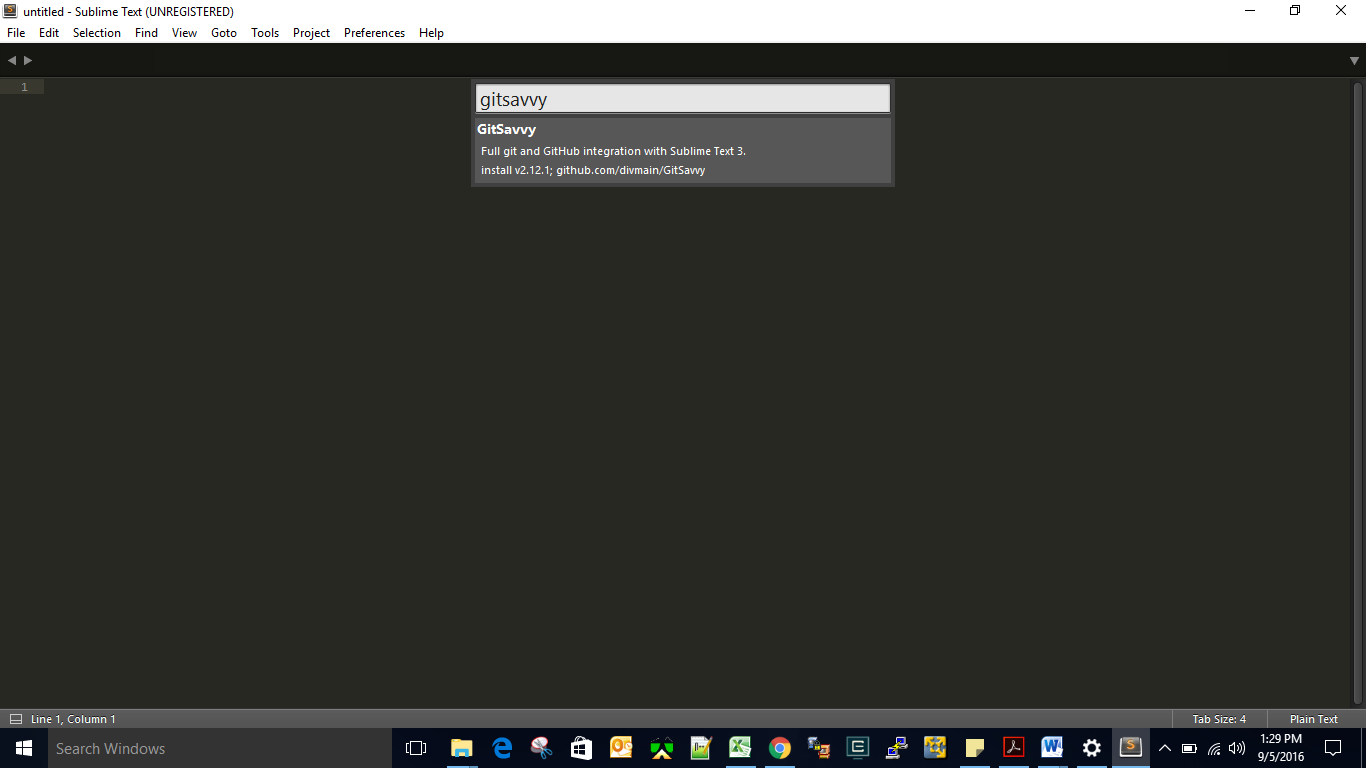 untitled - Sublime Text (UNREGISTERED)
File Edit Selection Find View Goto Tools Project Preferences Help
1
gitsavvy
GitSavvy
Full git and GitHub integration with Sublime Text 3.
install v2.12.1; github.com/divmain/GitSavvy
Line 1, Column 1 Tab Size: 4 Plain Text
Search Windows
1:29 PM
9/5/2016